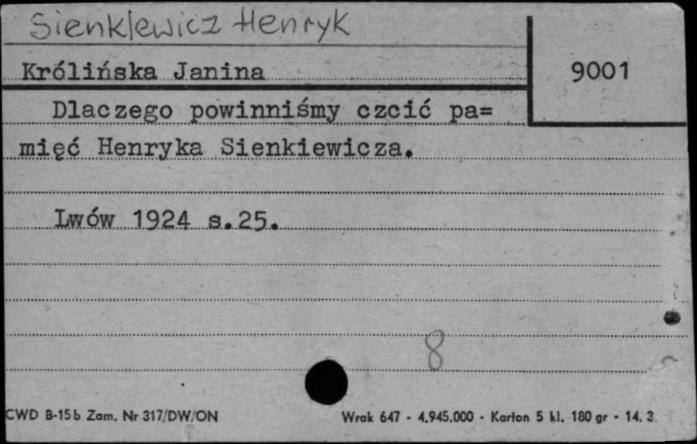 Sienkiewicz Henryk
Królińska Janina
9001
Dlaczego powinniśmy czcić pa=
mięć Henryka Sienkiewicza.
Lwów 1924 s.25.
8
CWD B-15b Zam. Nr 317/DW/ON
Wrak 647 - 4.945.000 - Karton 5 kl. 180 gr - 14. 3.